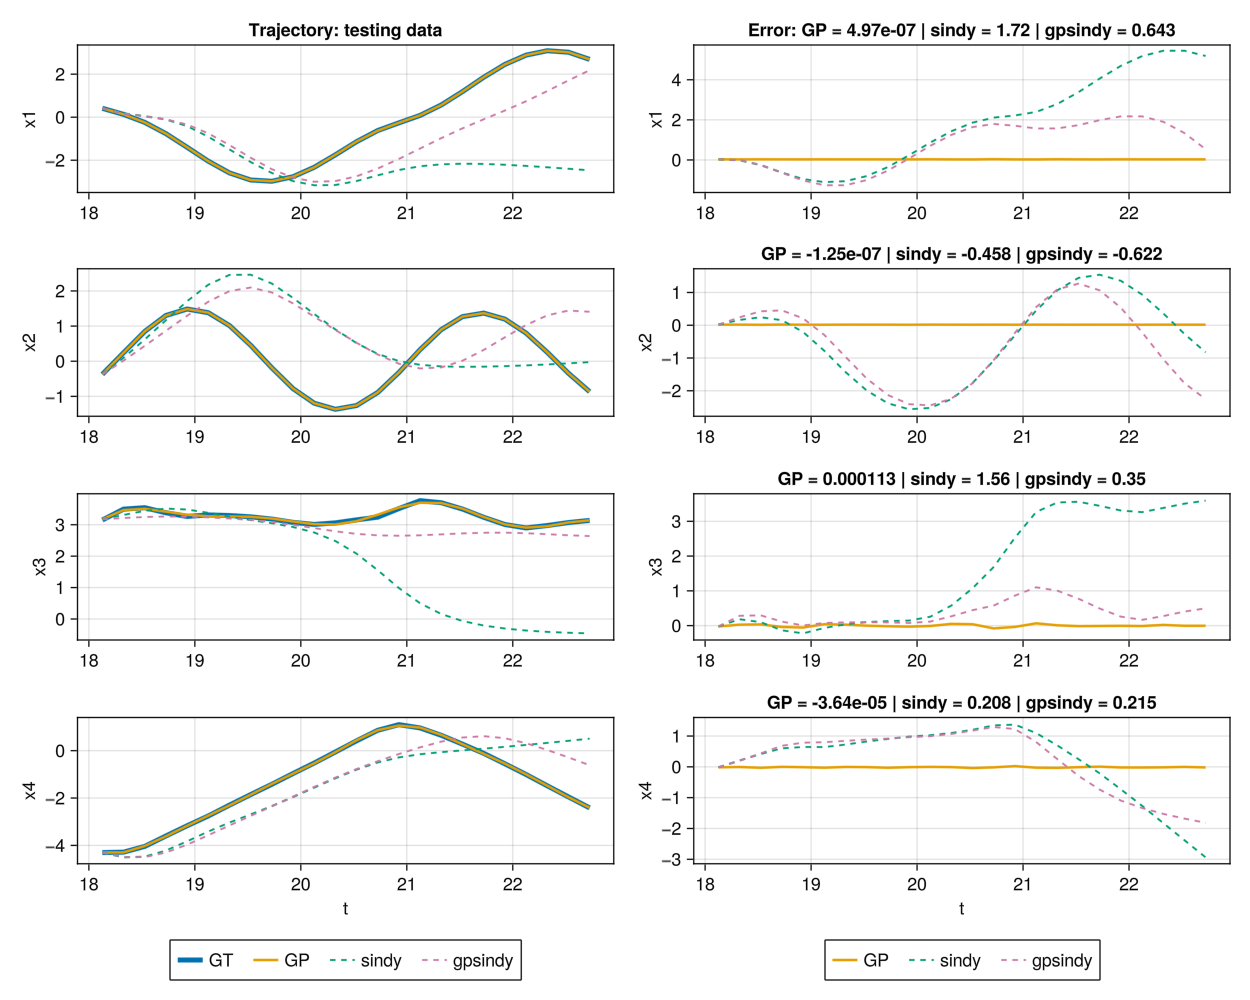 Trajectory: testing data
x1
2
0
−2
18 19 20 21 22
Error: GP = 4.97e-07 | sindy = 1.72 | gpsindy = 0.643
x1
4
2
0
18 19 20 21 22
x2
2
1
0
−1
18 19 20 21 22
GP = -1.25e-07 | sindy = -0.458 | gpsindy = -0.622
x2
1
0
−1
−2
18 19 20 21 22
x3
3
2
1
0
18 19 20 21 22
GP = 0.000113 | sindy = 1.56 | gpsindy = 0.35
x3
3
2
1
0
18 19 20 21 22
x4
0
−2
−4
18 19 20 21 22
t
GP = -3.64e-05 | sindy = 0.208 | gpsindy = 0.215
x4
1
0
−1
−2
−3
18 19 20 21 22
t
GT GP sindy gpsindy
GP sindy gpsindy